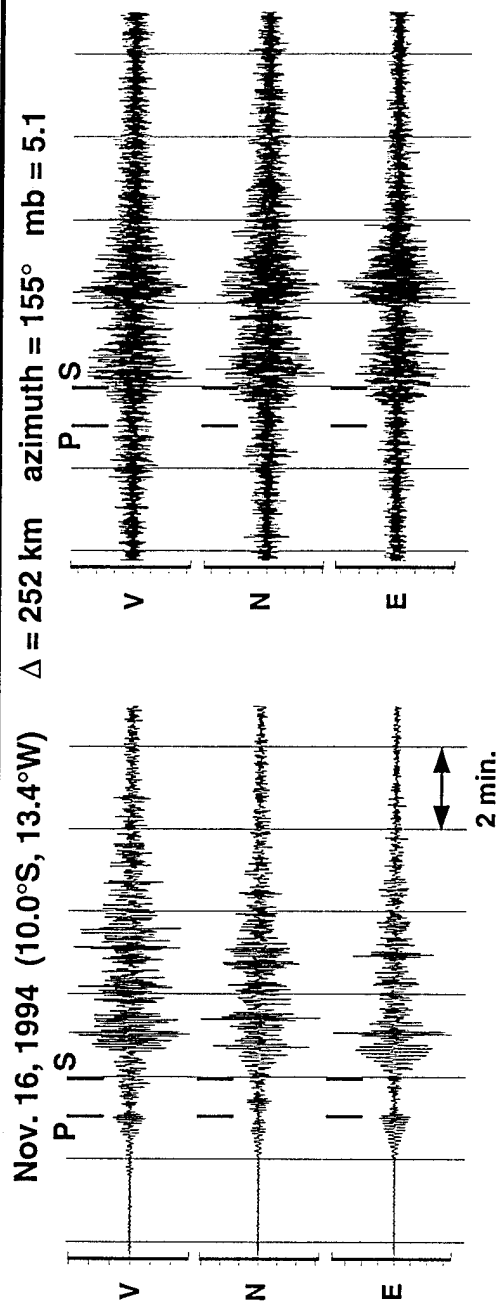 Nov. 16, 1994 (10.0°S, 13.4°W) Δ = 252 km azimuth = 155° mb = 5.1
P S
V
N
E
2 min.
P S
V
N
E